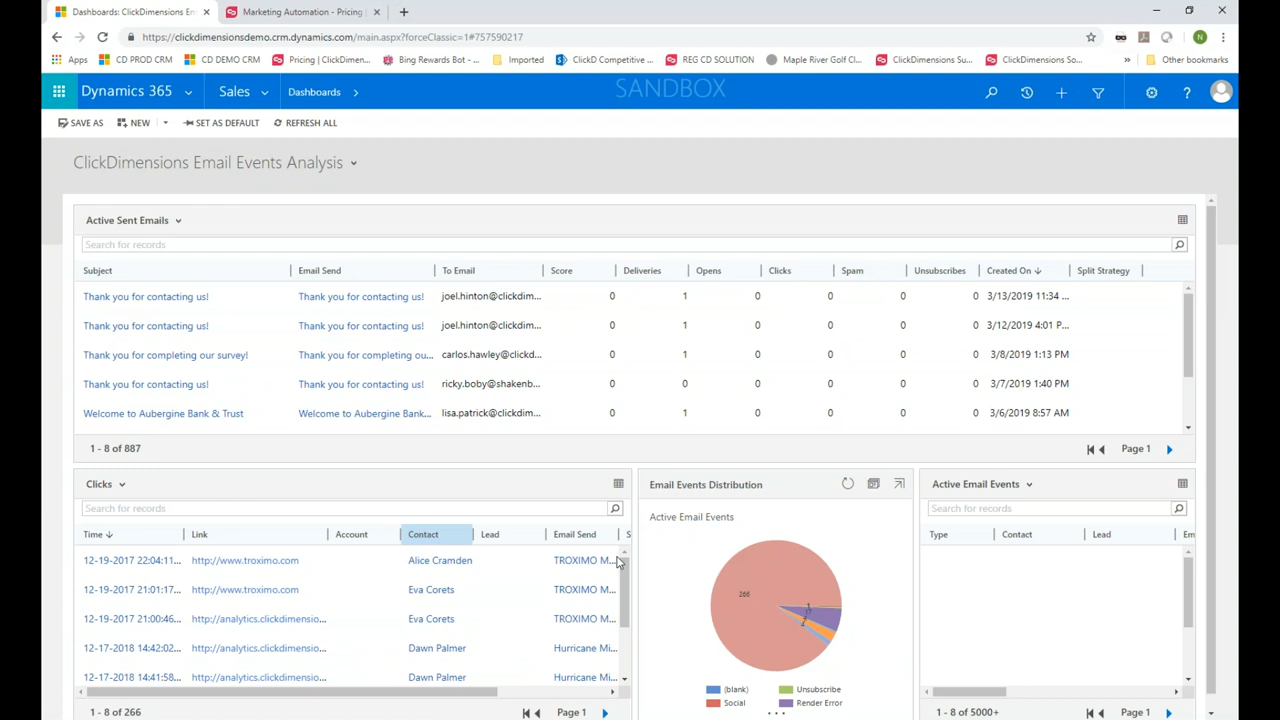 Dashboards: ClickDimensions En
Marketing Automation - Pricing |
https://clickdimensionsdemo.crm.dynamics.com/main.aspx?forceClassic=1#757590217
N
Apps CD PROD CRM CD DEMO CRM Pricing | ClickDimen... Bing Rewards Bot - ... Imported ClickD Competitive ... REG CD SOLUTION Maple River Golf Cl... ClickDimensions Su... ClickDimensions So... » Other bookmarks
Dynamics 365 Sales Dashboards SANDBOX
SAVE AS NEW SET AS DEFAULT REFRESH ALL
ClickDimensions Email Events Analysis
Active Sent Emails
Search for records
Subject Email Send To Email Score Deliveries Opens Clicks Spam Unsubscribes Created On Split Strategy
Thank you for contacting us! Thank you for contacting us! joel.hinton@clickdim... 0 1 0 0 0 3/13/2019 11:34 ...
Thank you for contacting us! Thank you for contacting us! joel.hinton@clickdim... 0 1 0 0 0 3/12/2019 4:01 P...
Thank you for completing our survey! Thank you for completing ou... carlos.hawley@clickd... 0 1 0 0 0 3/8/2019 1:13 PM
Thank you for contacting us! Thank you for contacting us! ricky.boby@shakenb... 0 0 0 0 0 3/7/2019 1:40 PM
Welcome to Aubergine Bank & Trust Welcome to Aubergine Bank... lisa.patrick@clickdim... 0 1 0 0 0 3/6/2019 8:57 AM
1 - 8 of 887 Page 1
Clicks
Search for records
Time Link Account Contact Lead Email Send S
12-19-2017 22:04:11... http://www.troximo.com Alice Cramden TROXIMO M...
12-19-2017 21:01:17... http://www.troximo.com Eva Corets TROXIMO M...
12-19-2017 21:00:46... http://analytics.clickdimensio... Eva Corets TROXIMO M...
12-17-2018 14:42:02... http://analytics.clickdimensio... Dawn Palmer Hurricane Mi...
12-17-2018 14:41:58... http://analytics.clickdimensio... Dawn Palmer Hurricane Mi...
1 - 8 of 266 Page 1
Email Events Distribution
Active Email Events
266
(blank) Unsubscribe
Social Render Error
Active Email Events
Search for records
Type Contact Lead Em
1 - 8 of 5000+ Page 1